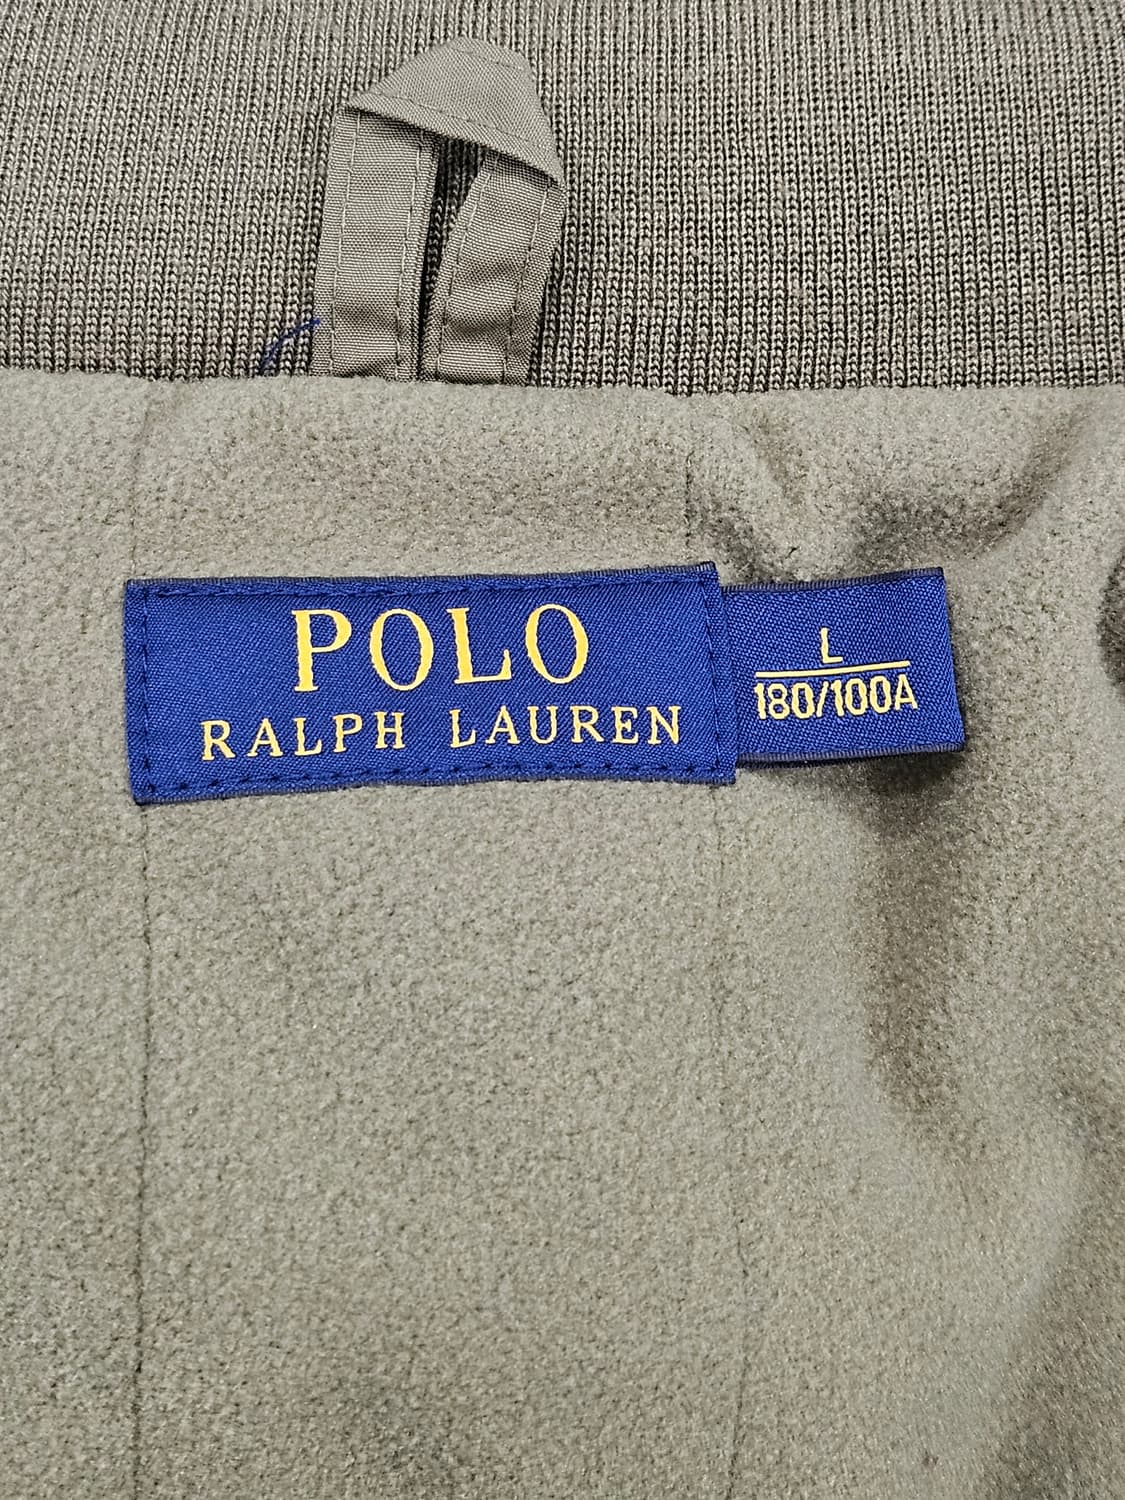 POLO
RALPH LAUREN
L
180/100A